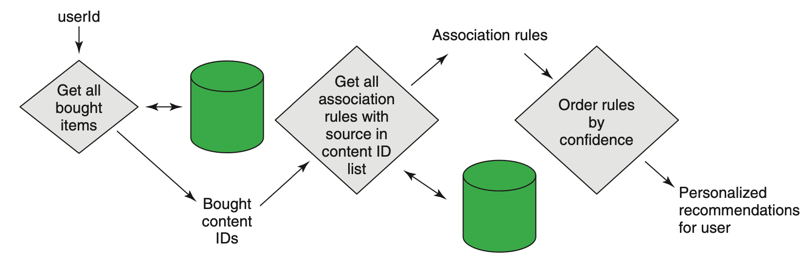 userId
Get all
bought
items
Bought
content
IDs
Get all
association
rules with
source in
content ID
list
Association rules
Order rules
by
confidence
Personalized
recommendations
for user